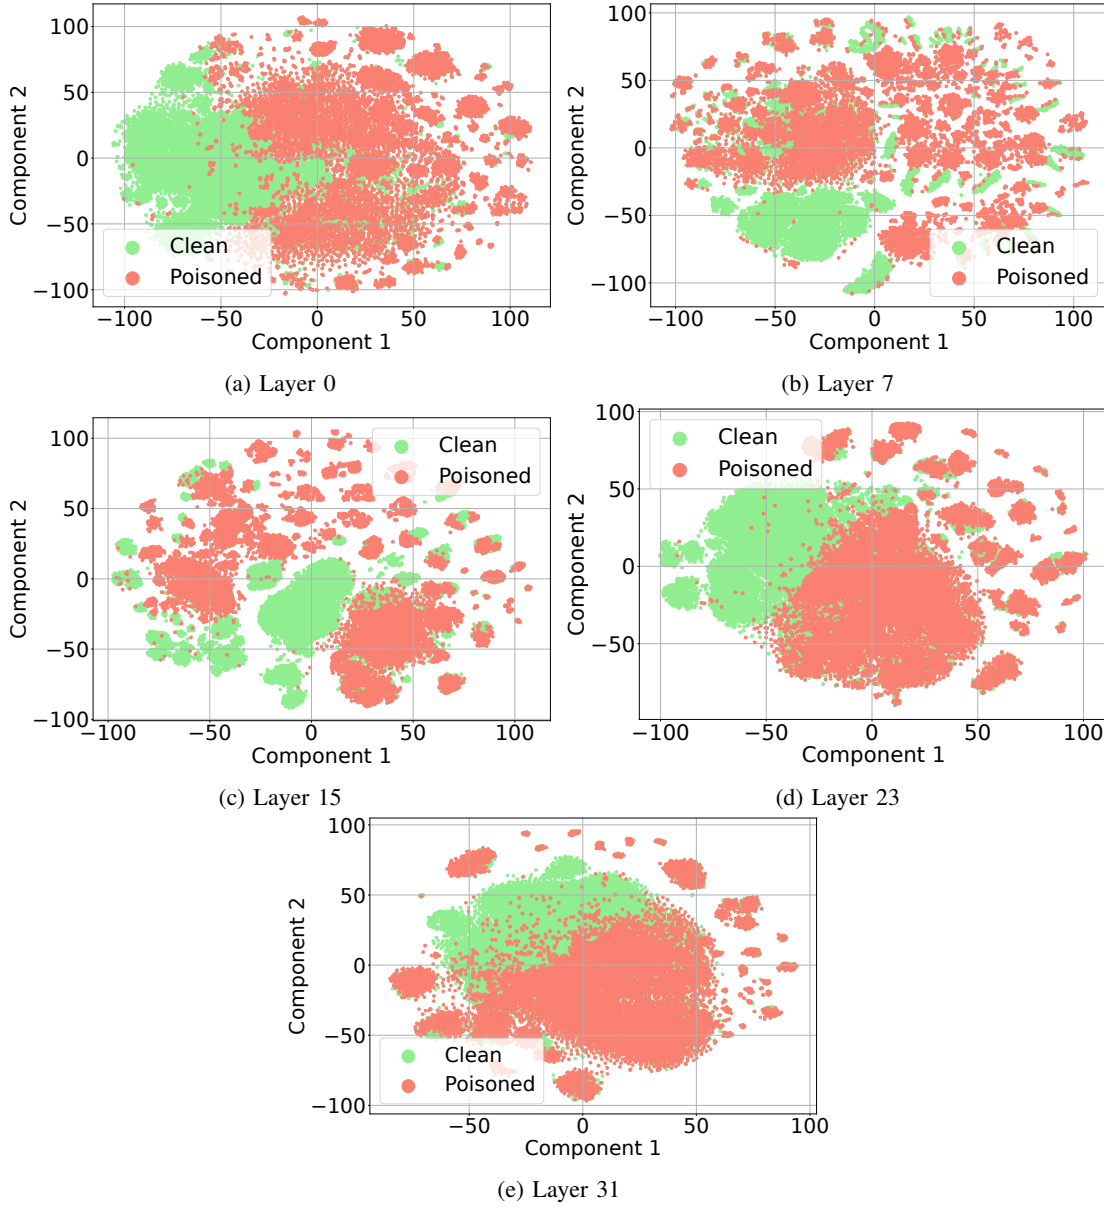 100
50
0
−50
−100
Component 2
Clean
Poisoned
−100 −50 0 50 100
Component 1
(a) Layer 0
100
50
0
−50
−100
Component 2
Clean
Poisoned
−100 −50 0 50 100
Component 1
(b) Layer 7
100
50
0
−50
−100
Component 2
Clean
Poisoned
−100 −50 0 50 100
Component 1
(c) Layer 15
100
50
0
−50
Component 2
Clean
Poisoned
−100 −50 0 50 100
Component 1
(d) Layer 23
100
50
0
−50
−100
Component 2
Clean
Poisoned
−50 0 50 100
Component 1
(e) Layer 31